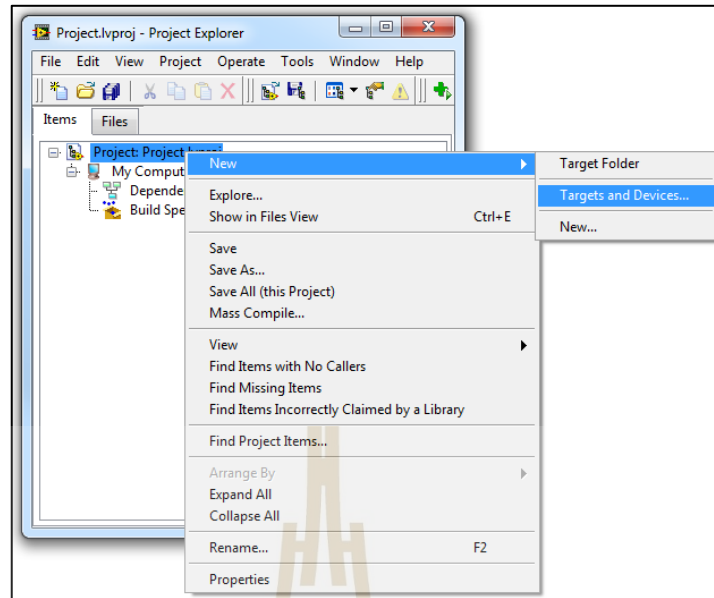 Project.lvproj - Project Explorer
File Edit View Project Operate Tools Window Help
Items Files
Project: Project.lvproj
My Comput
Depende
Build Spe
New
Explore...
Show in Files View Ctrl+E
Save
Save As...
Save All (this Project)
Mass Compile...
View
Find Items with No Callers
Find Missing Items
Find Items Incorrectly Claimed by a Library
Find Project Items...
Arrange By
Expand All
Collapse All
Rename... F2
Properties
Target Folder
Targets and Devices...
New...